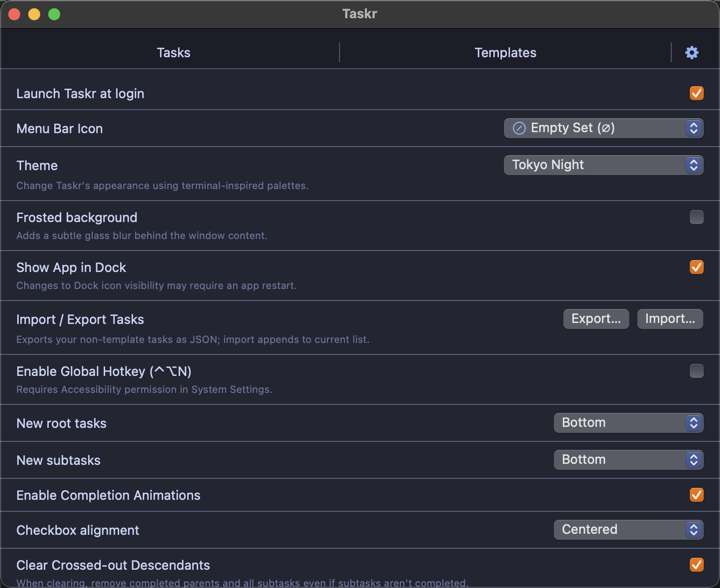 Taskr
Tasks
Templates
Launch Taskr at login
Menu Bar Icon
Empty Set (∅)
Theme
Tokyo Night
Change Taskr's appearance using terminal-inspired palettes.
Frosted background
Adds a subtle glass blur behind the window content.
Show App in Dock
Changes to Dock icon visibility may require an app restart.
Import / Export Tasks
Export...
Import...
Exports your non-template tasks as JSON; import appends to current list.
Enable Global Hotkey (^⌥N)
Requires Accessibility permission in System Settings.
New root tasks
Bottom
New subtasks
Bottom
Enable Completion Animations
Checkbox alignment
Centered
Clear Crossed-out Descendants
When clearing, remove completed parents and all subtasks even if subtasks aren't completed.